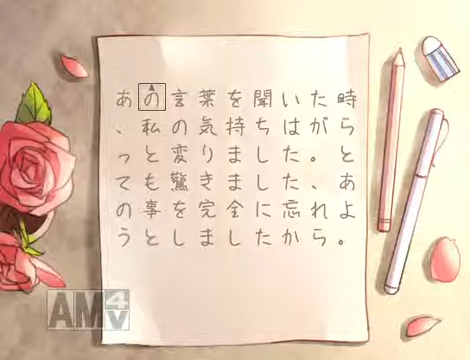 あの言葉を聞いた時
、私の気持ちはがら
っと変りました。と
ても驚きました、あ
の事を完全に忘れよ
うとしましたから。
AM4V